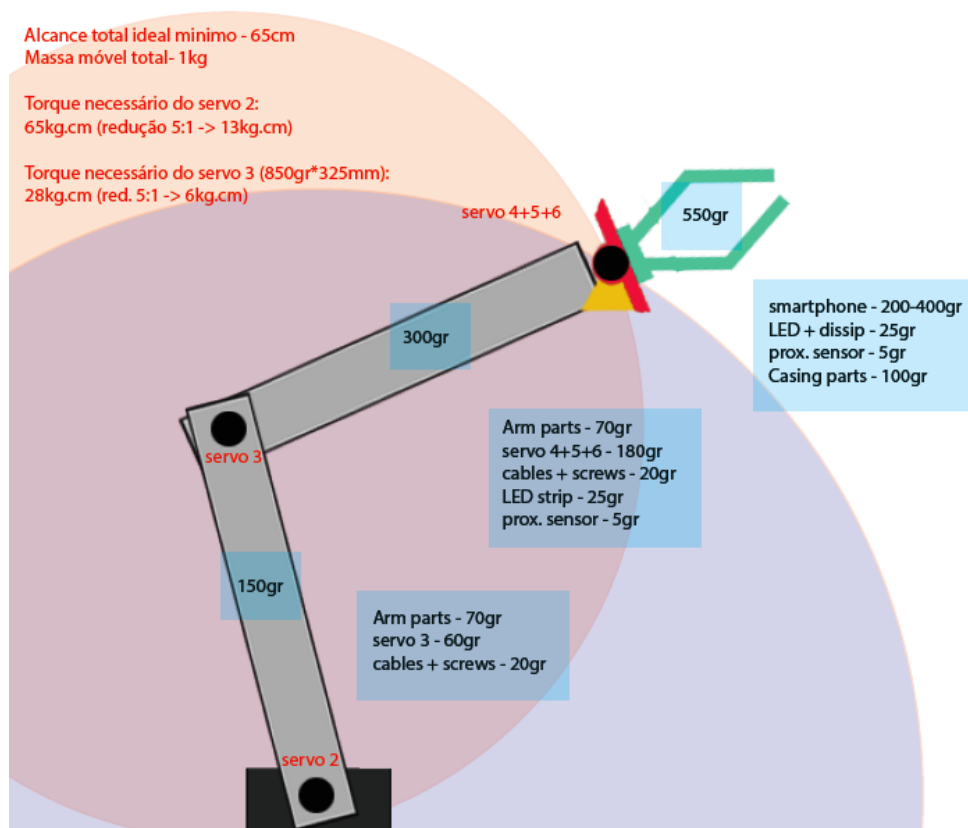 Alcance total ideal minimo - 65cm
Massa móvel total- 1kg
Torque necessário do servo 2:
65kg.cm (redução 5:1 -> 13kg.cm)
Torque necessário do servo 3 (850gr*325mm):
28kg.cm (red. 5:1 -> 6kg.cm)
servo 4+5+6
550gr
smartphone - 200-400gr
LED + dissip - 25gr
prox. sensor - 5gr
Casing parts - 100gr
300gr
servo 3
Arm parts - 70gr
servo 4+5+6 - 180gr
cables + screws - 20gr
LED strip - 25gr
prox. sensor - 5gr
150gr
Arm parts - 70gr
servo 3 - 60gr
cables + screws - 20gr
servo 2